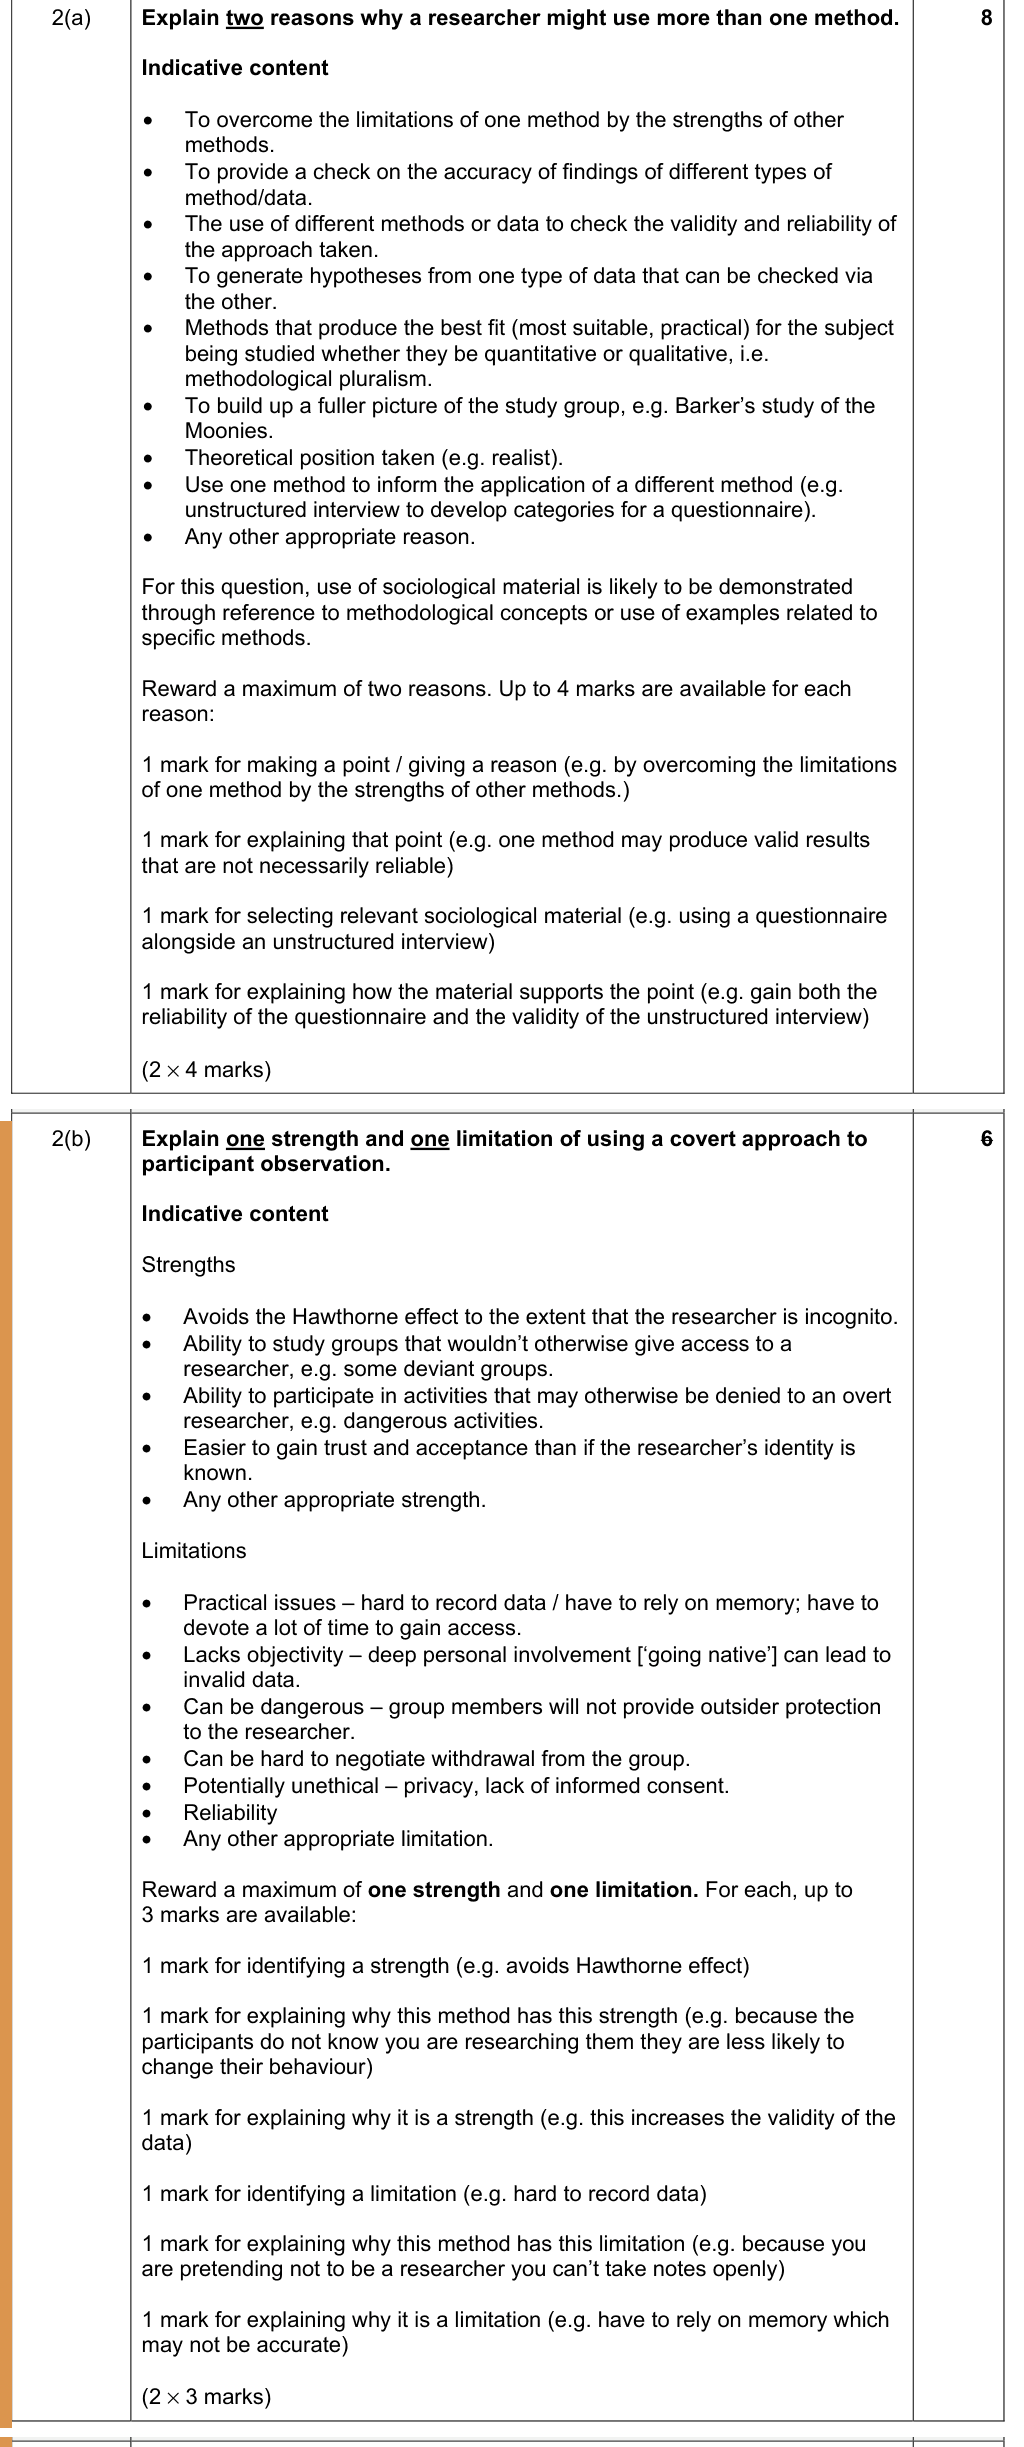 2(a) Explain two reasons why a researcher might use more than one method. 8
Indicative content
• To overcome the limitations of one method by the strengths of other
methods.
• To provide a check on the accuracy of findings of different types of
method/data.
• The use of different methods or data to check the validity and reliability of
the approach taken.
• To generate hypotheses from one type of data that can be checked via
the other.
• Methods that produce the best fit (most suitable, practical) for the subject
being studied whether they be quantitative or qualitative, i.e.
methodological pluralism.
• To build up a fuller picture of the study group, e.g. Barker’s study of the
Moonies.
• Theoretical position taken (e.g. realist).
• Use one method to inform the application of a different method (e.g.
unstructured interview to develop categories for a questionnaire).
• Any other appropriate reason.
For this question, use of sociological material is likely to be demonstrated
through reference to methodological concepts or use of examples related to
specific methods.
Reward a maximum of two reasons. Up to 4 marks are available for each
reason:
1 mark for making a point / giving a reason (e.g. by overcoming the limitations
of one method by the strengths of other methods.)
1 mark for explaining that point (e.g. one method may produce valid results
that are not necessarily reliable)
1 mark for selecting relevant sociological material (e.g. using a questionnaire
alongside an unstructured interview)
1 mark for explaining how the material supports the point (e.g. gain both the
reliability of the questionnaire and the validity of the unstructured interview)
(2 × 4 marks)
2(b) Explain one strength and one limitation of using a covert approach to 6
participant observation.
Indicative content
Strengths
• Avoids the Hawthorne effect to the extent that the researcher is incognito.
• Ability to study groups that wouldn’t otherwise give access to a
researcher, e.g. some deviant groups.
• Ability to participate in activities that may otherwise be denied to an overt
researcher, e.g. dangerous activities.
• Easier to gain trust and acceptance than if the researcher’s identity is
known.
• Any other appropriate strength.
Limitations
• Practical issues – hard to record data / have to rely on memory; have to
devote a lot of time to gain access.
• Lacks objectivity – deep personal involvement [‘going native’] can lead to
invalid data.
• Can be dangerous – group members will not provide outsider protection
to the researcher.
• Can be hard to negotiate withdrawal from the group.
• Potentially unethical – privacy, lack of informed consent.
• Reliability
• Any other appropriate limitation.
Reward a maximum of one strength and one limitation. For each, up to
3 marks are available:
1 mark for identifying a strength (e.g. avoids Hawthorne effect)
1 mark for explaining why this method has this strength (e.g. because the
participants do not know you are researching them they are less likely to
change their behaviour)
1 mark for explaining why it is a strength (e.g. this increases the validity of the
data)
1 mark for identifying a limitation (e.g. hard to record data)
1 mark for explaining why this method has this limitation (e.g. because you
are pretending not to be a researcher you can’t take notes openly)
1 mark for explaining why it is a limitation (e.g. have to rely on memory which
may not be accurate)
(2 × 3 marks)